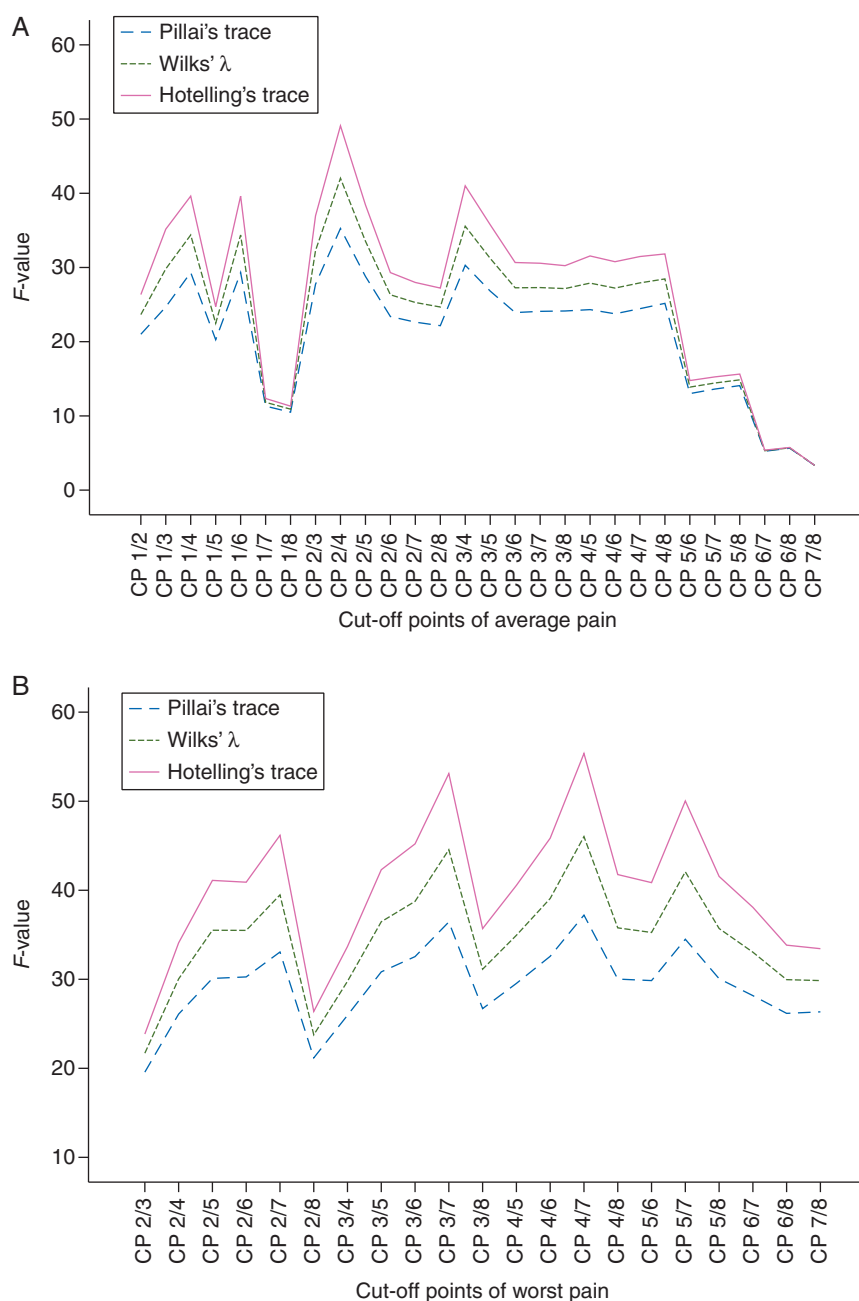 A
Pillai's trace
Wilks' λ
Hotelling's trace
60
50
40
30
20
10
0
F-value
CP 1/2
CP 1/3
CP 1/4
CP 1/5
CP 1/6
CP 1/7
CP 1/8
CP 2/3
CP 2/4
CP 2/5
CP 2/6
CP 2/7
CP 2/8
CP 3/4
CP 3/5
CP 3/6
CP 3/7
CP 3/8
CP 4/5
CP 4/6
CP 4/7
CP 4/8
CP 5/6
CP 5/7
CP 5/8
CP 6/7
CP 6/8
CP 7/8
Cut-off points of average pain
B
Pillai's trace
Wilks' λ
Hotelling's trace
60
50
40
30
20
10
F-value
CP 2/3
CP 2/4
CP 2/5
CP 2/6
CP 2/7
CP 2/8
CP 3/4
CP 3/5
CP 3/6
CP 3/7
CP 3/8
CP 4/5
CP 4/6
CP 4/7
CP 4/8
CP 5/6
CP 5/7
CP 5/8
CP 6/7
CP 6/8
CP 7/8
Cut-off points of worst pain